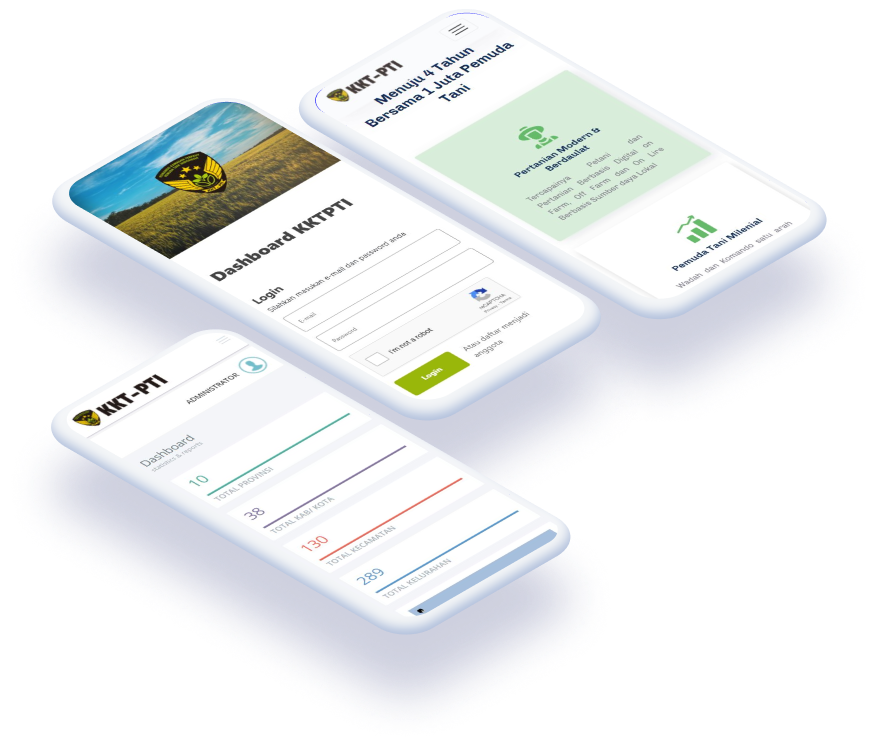 KKT-PTI
Menuju 4 Tahun
Bersama 1 Juta Pemuda
Tani
Pertanian Modern &
Berdaulat
Tercapainya Petani dan
Pertanian Berbasis Digital on
Farm, Off Farm dan On Line
Berbasis Sumber daya Lokal
Pemuda Tani Milenial
Wadah dan Komando satu arah
Dashboard KKTPTI
Login
Silahkan masukan e-mail dan password anda
E-mail
Password
I'm not a robot
reCAPTCHA
Privacy - Terms
Login
Atau daftar menjadi
anggota
KKT-PTI
ADMINISTRATOR
Dashboard
statistics & reports
10
TOTAL PROVINSI
38
TOTAL KAB/ KOTA
130
TOTAL KECAMATAN
289
TOTAL KELURAHAN